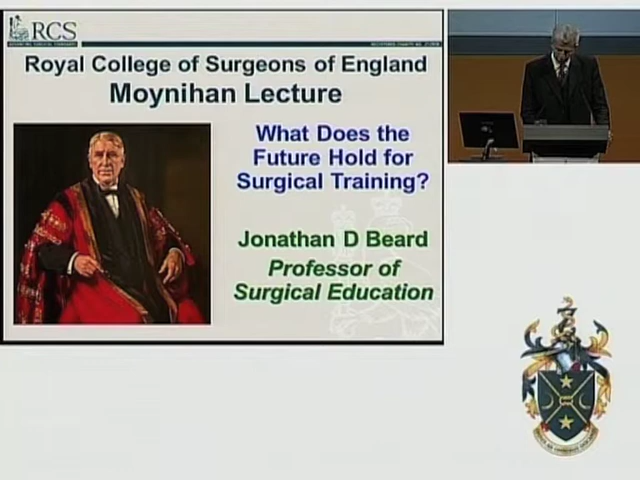 RCS
Royal College of Surgeons of England
Moynihan Lecture
What Does the
Future Hold for
Surgical Training?
Jonathan D Beard
Professor of
Surgical Education